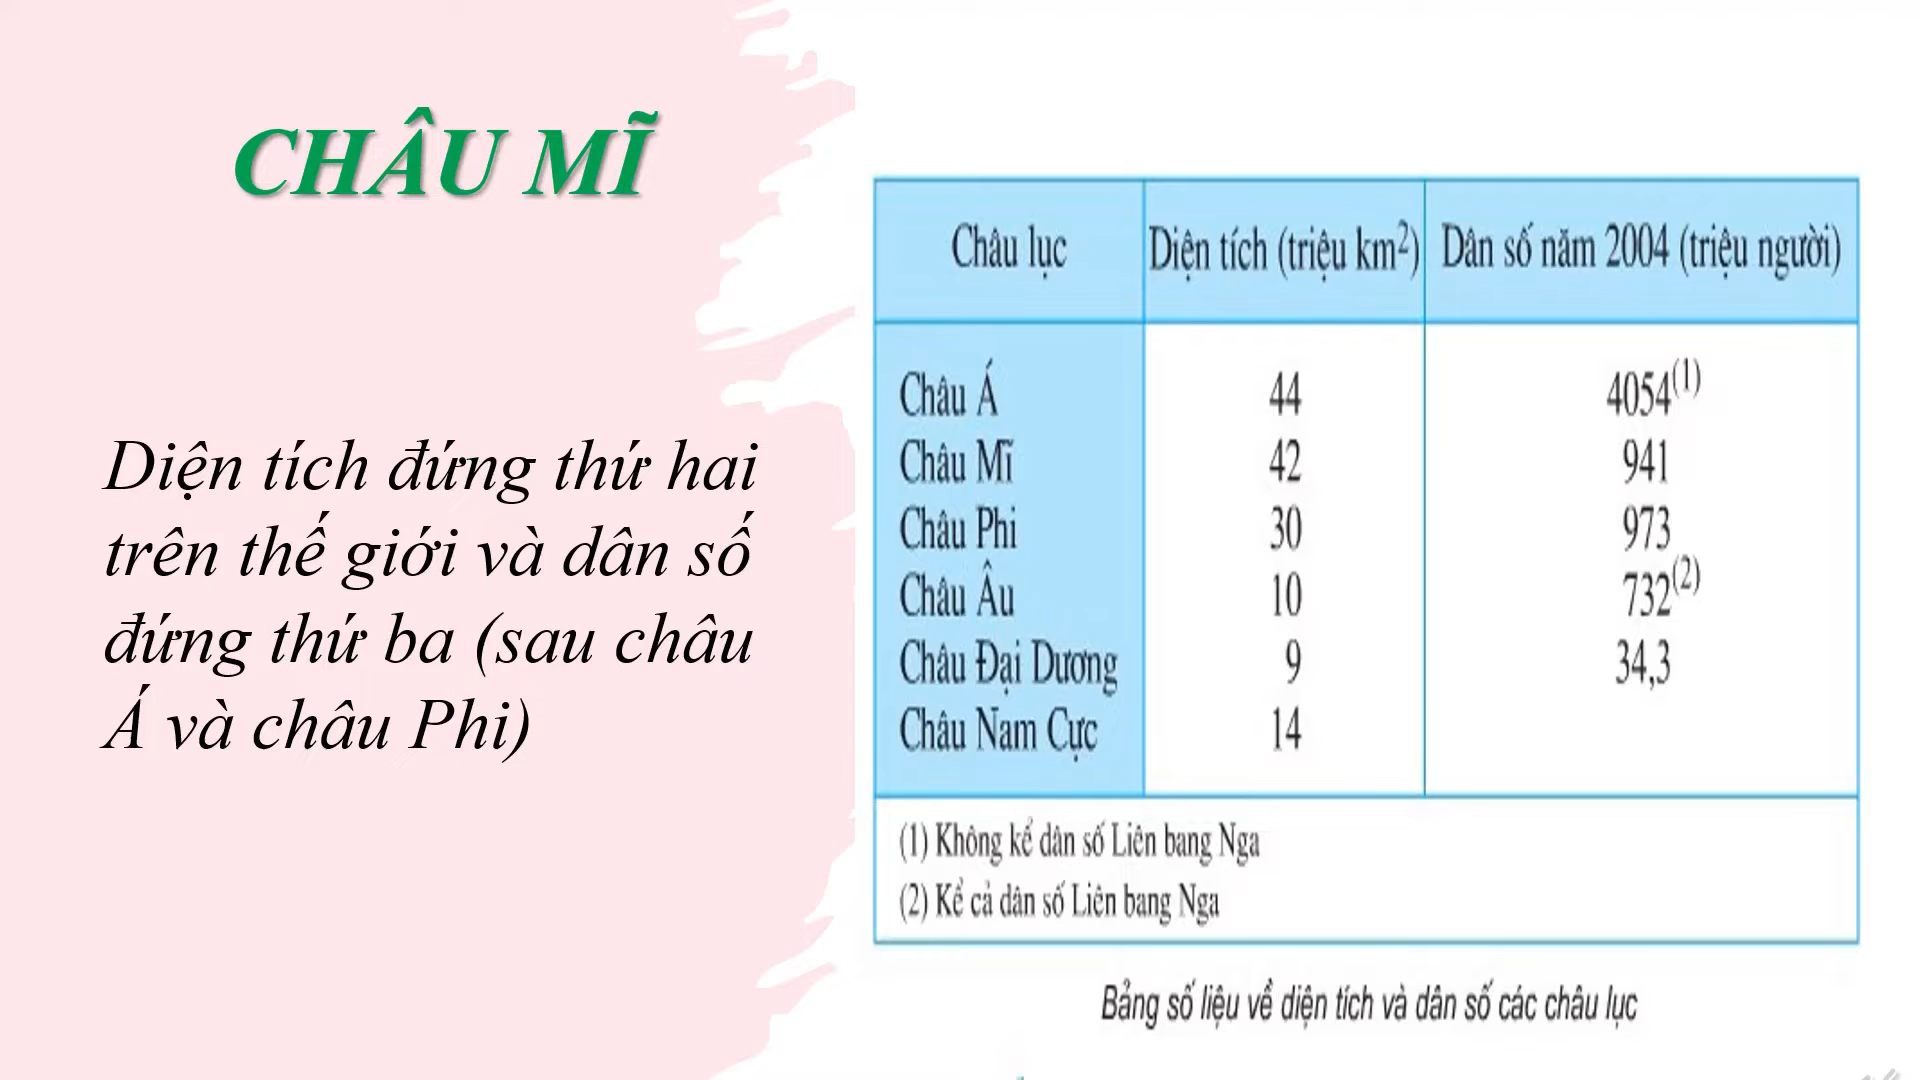 CHÂU MĨ
Diện tích đứng thứ hai
trên thế giới và dân số
đứng thứ ba (sau châu
Á và châu Phi)
Châu lục Diện tích (triệu km²) Dân số năm 2004 (triệu người)
Châu Á 44 4054(1)
Châu Mĩ 42 941
Châu Phi 30 973
Châu Âu 10 732(2)
Châu Đại Dương 9 34,3
Châu Nam Cực 14
(1) Không kể dân số Liên bang Nga
(2) Kể cả dân số Liên bang Nga
Bảng số liệu về diện tích và dân số các châu lục